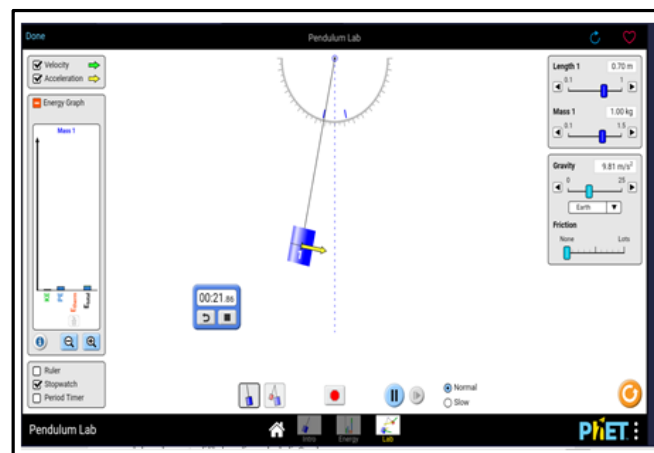 Done
Pendulum Lab
Velocity
Acceleration
Energy Graph
Mass 1
KE
PE
Etherm
Etotal
Ruler
Stopwatch
Period Timer
1
00:21.86
Length 1
0.70 m
0.1
1
Mass 1
1.00 kg
0.1
1.5
Gravity
9.81 m/s²
0
25
Earth
Friction
None
Lots
Normal
Slow
Pendulum Lab
Intro
Energy
Lab
PhET